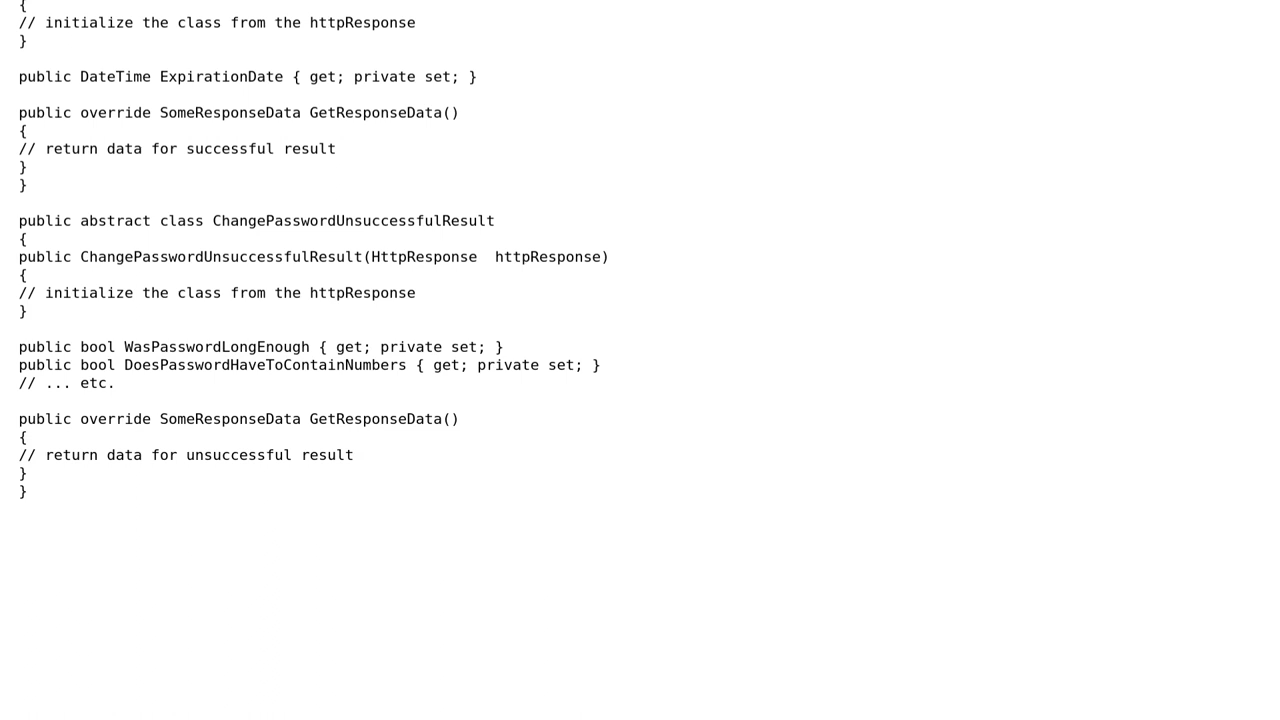 {
// initialize the class from the httpResponse
}
public DateTime ExpirationDate { get; private set; }
public override SomeResponseData GetResponseData()
{
// return data for successful result
}
}
public abstract class ChangePasswordUnsuccessfulResult
{
public ChangePasswordUnsuccessfulResult(HttpResponse  httpResponse)
{
// initialize the class from the httpResponse
}
public bool WasPasswordLongEnough { get; private set; }
public bool DoesPasswordHaveToContainNumbers { get; private set; }
// ... etc.
public override SomeResponseData GetResponseData()
{
// return data for unsuccessful result
}
}